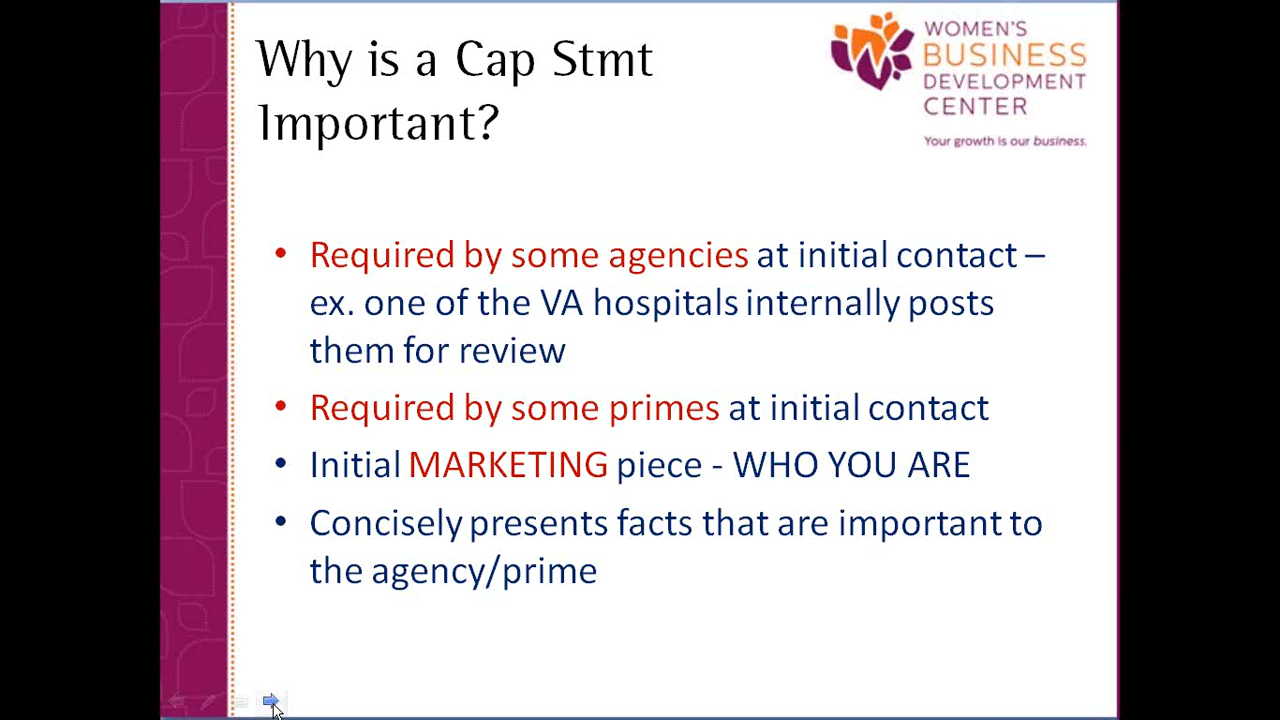 Why is a Cap Stmt
Important?
WOMEN'S
BUSINESS
DEVELOPMENT
CENTER
Your growth is our business.
• Required by some agencies at initial contact –
ex. one of the VA hospitals internally posts
them for review
• Required by some primes at initial contact
• Initial MARKETING piece - WHO YOU ARE
• Concisely presents facts that are important to
the agency/prime